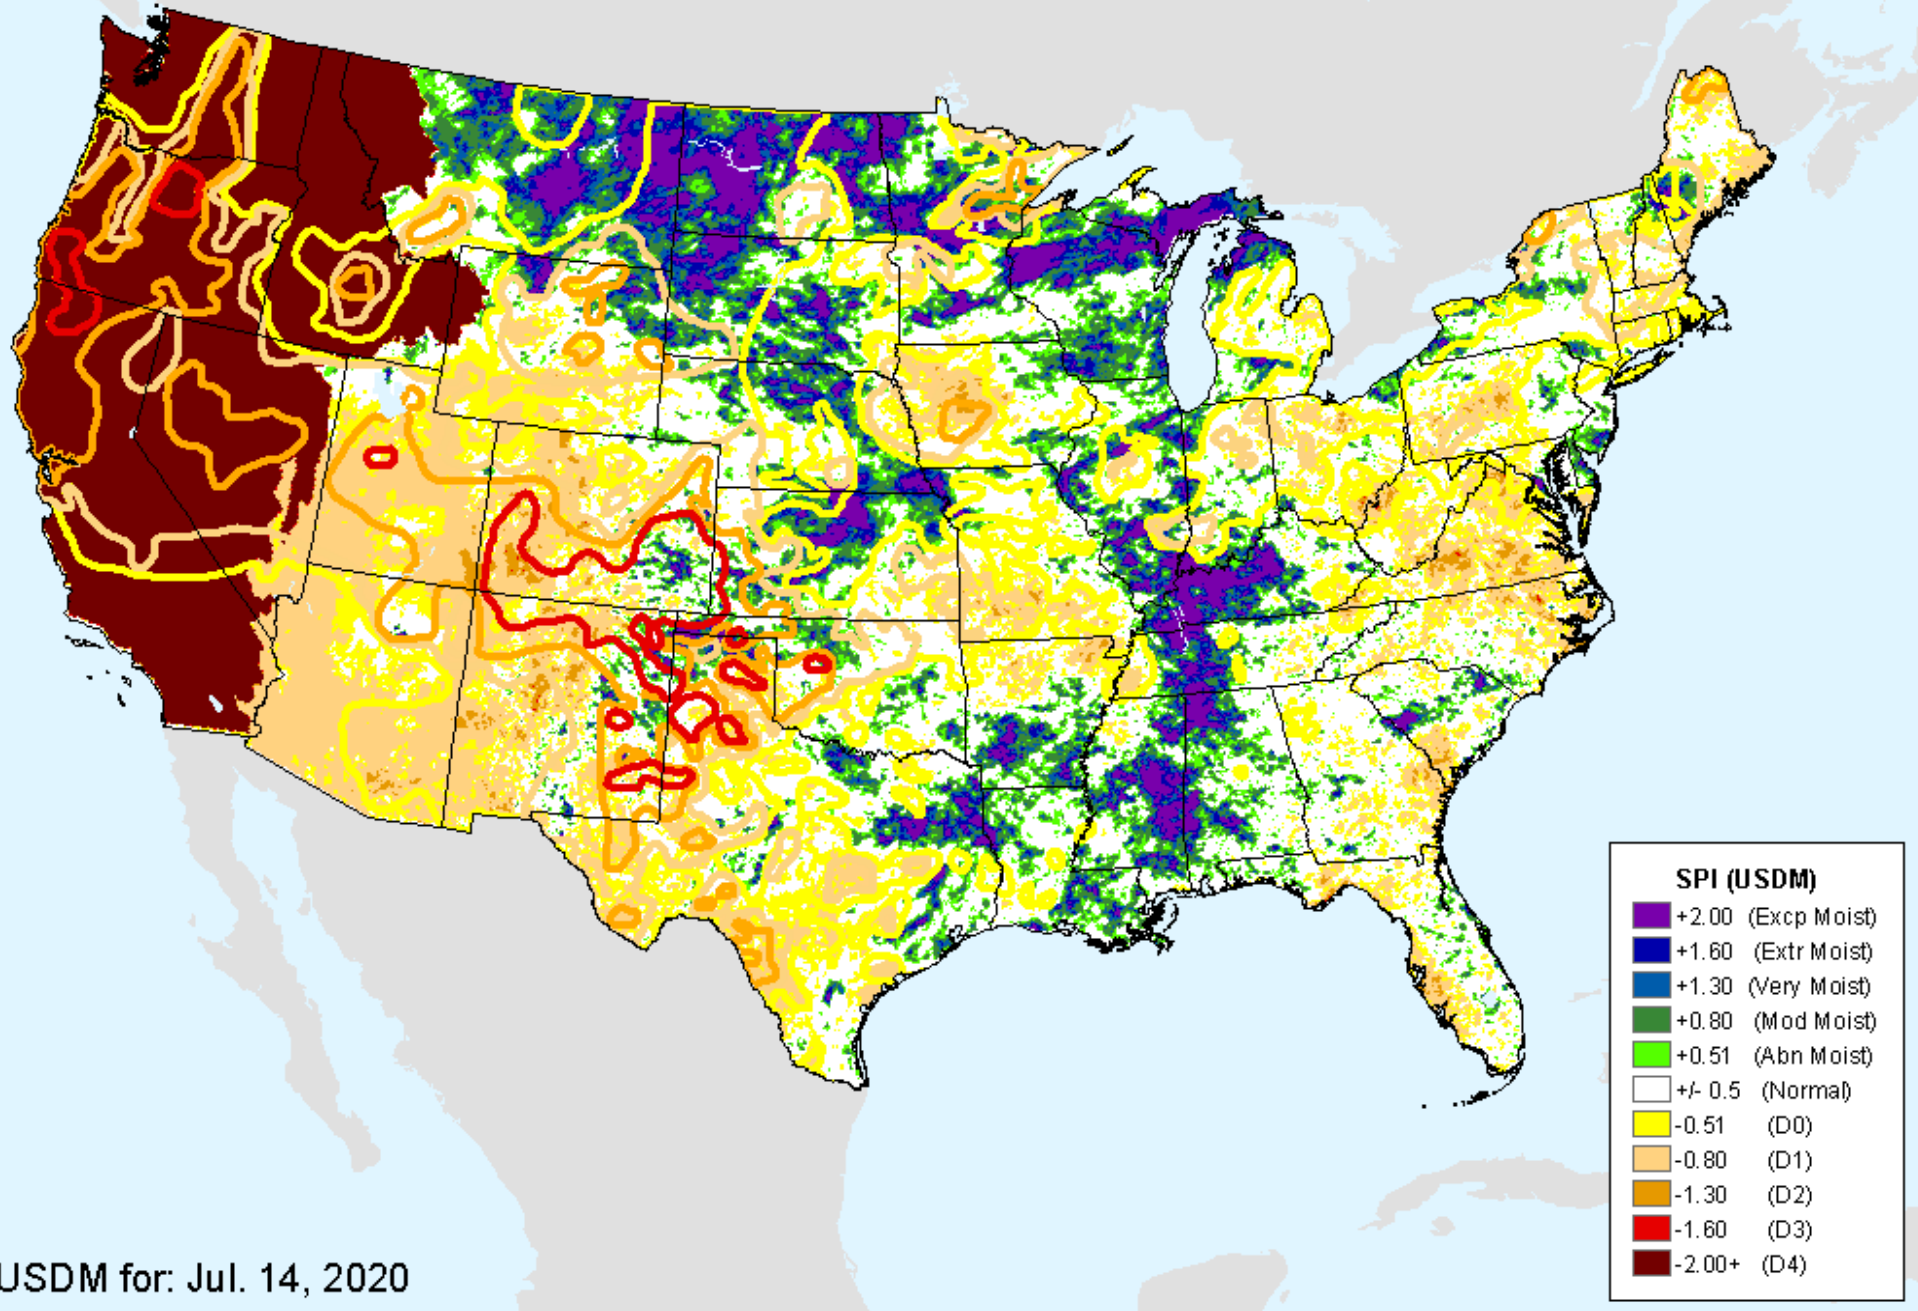 SPI (USDM)
+2.00 (Excp Moist)
+1.60 (Extr Moist)
+1.30 (Very Moist)
+0.80 (Mod Moist)
+0.51 (Abn Moist)
+/- 0.5 (Normal)
-0.51 (D0)
-0.80 (D1)
-1.30 (D2)
-1.60 (D3)
-2.00+ (D4)
USDM for: Jul. 14, 2020